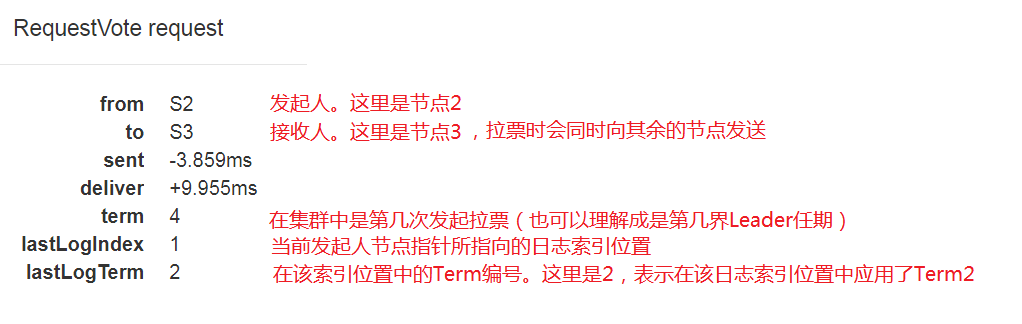 RequestVote request
from S2 发起人。这里是节点2
to S3 接收人。这里是节点3 ，拉票时会同时向其余的节点发送
sent -3.859ms
deliver +9.955ms
term 4 在集群中是第几次发起拉票（也可以理解成是第几界Leader任期）
lastLogIndex 1 当前发起人节点指针所指向的日志索引位置
lastLogTerm 2 在该索引位置中的Term编号。这里是2，表示在该日志索引位置中应用了Term2